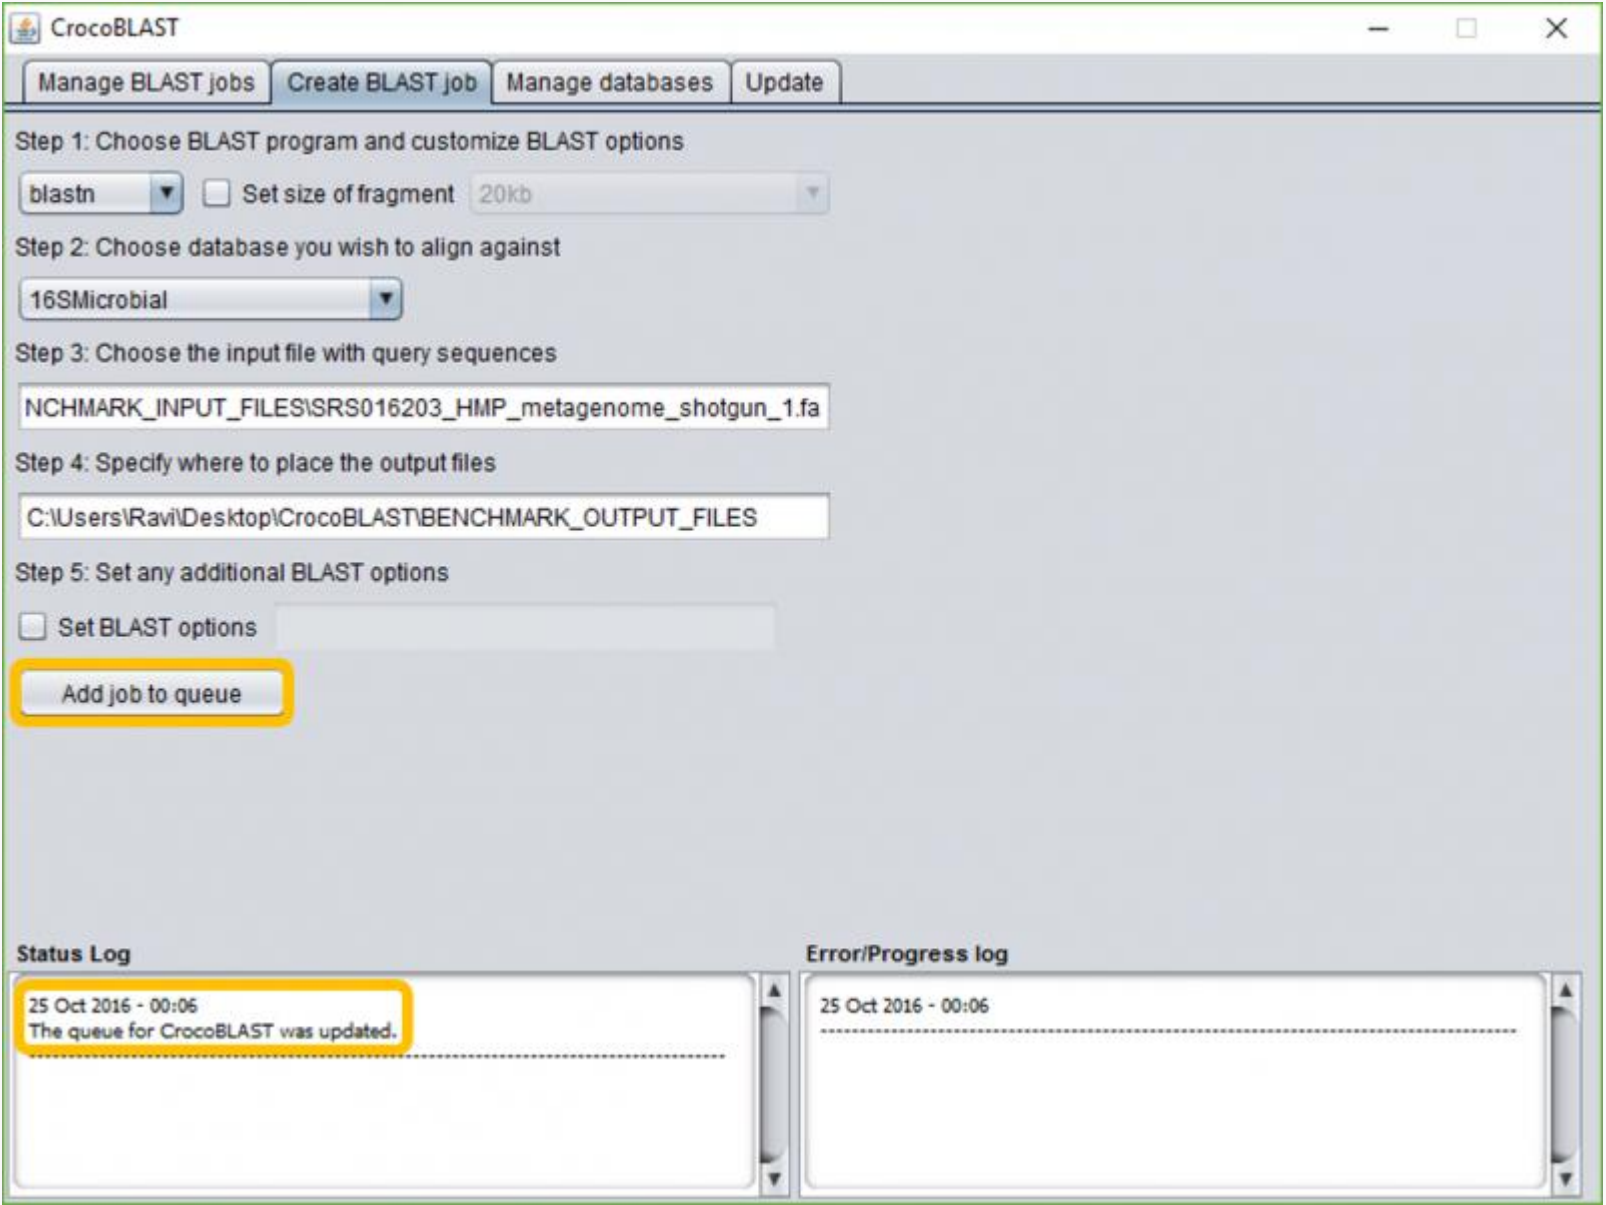 CrocoBLAST
Manage BLAST jobs Create BLAST job Manage databases Update
Step 1: Choose BLAST program and customize BLAST options
blastn Set size of fragment 20kb
Step 2: Choose database you wish to align against
16SMicrobial
Step 3: Choose the input file with query sequences
NCHMARK_INPUT_FILES\SRS016203_HMP_metagenome_shotgun_1.fa
Step 4: Specify where to place the output files
C:\Users\Ravi\Desktop\CrocoBLAST\BENCHMARK_OUTPUT_FILES
Step 5: Set any additional BLAST options
Set BLAST options
Add job to queue
Status Log Error/Progress log
25 Oct 2016 - 00:06 25 Oct 2016 - 00:06
The queue for CrocoBLAST was updated.